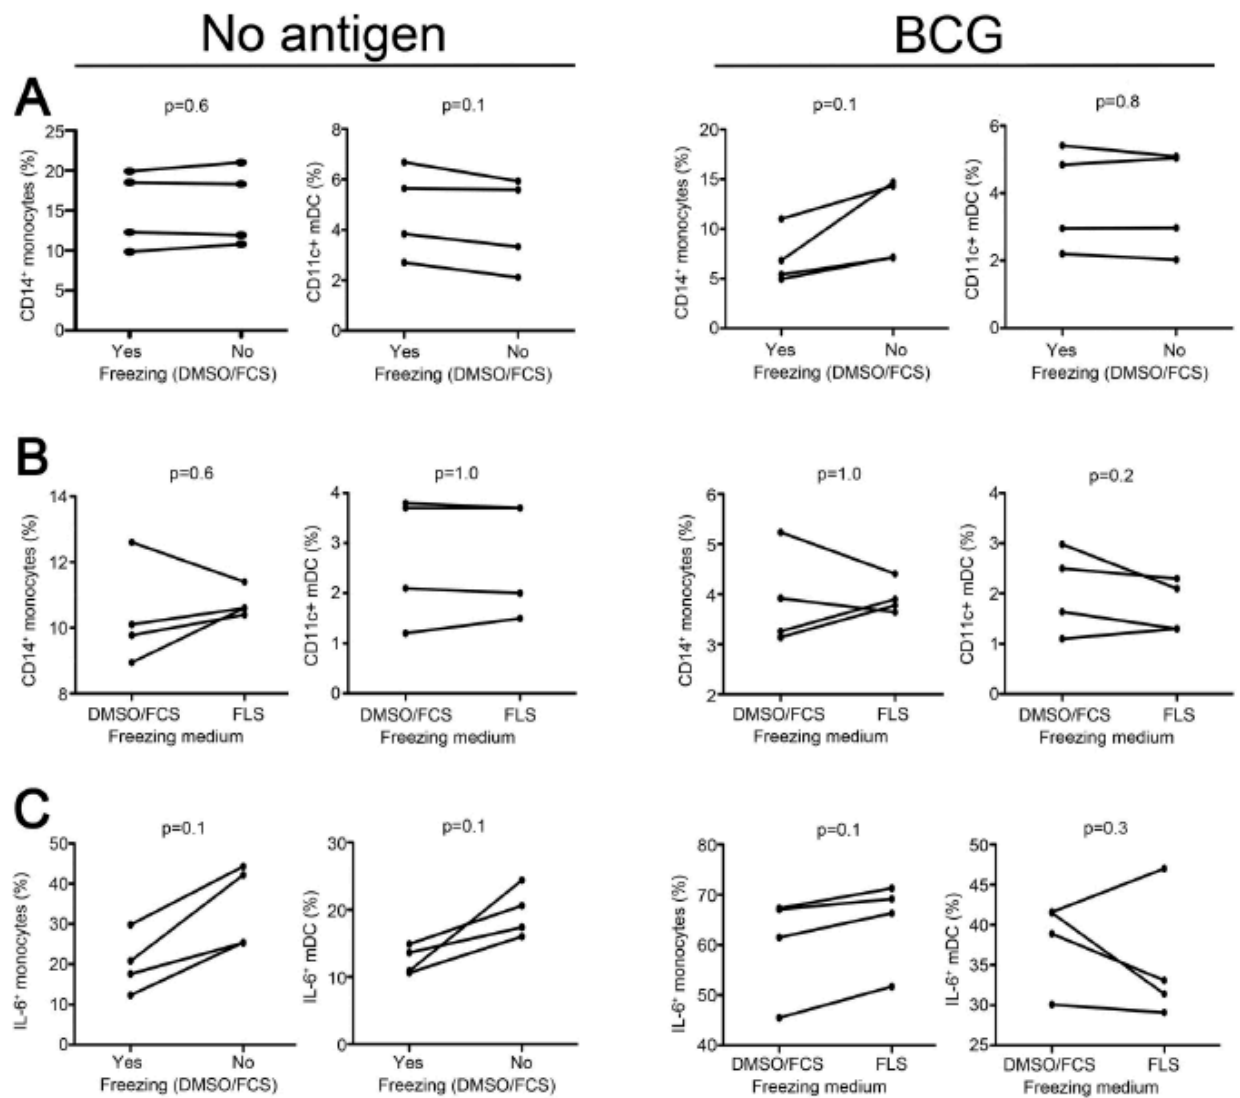 No antigen
BCG
A
p=0.6
CD14⁺ monocytes (%)
25
20
15
10
5
0
Yes No
Freezing (DMSO/FCS)
p=0.1
CD11c+ mDC (%)
8
6
4
2
0
Yes No
Freezing (DMSO/FCS)
p=0.1
CD14⁺ monocytes (%)
20
15
10
5
0
Yes No
Freezing (DMSO/FCS)
p=0.8
CD11c+ mDC (%)
6
4
2
0
Yes No
Freezing (DMSO/FCS)
B
p=0.6
CD14⁺ monocytes (%)
14
12
10
8
DMSO/FCS FLS
Freezing medium
p=1.0
CD11c+ mDC (%)
4
3
2
1
0
DMSO/FCS FLS
Freezing medium
p=1.0
CD14⁺ monocytes (%)
6
5
4
3
2
DMSO/FCS FLS
Freezing medium
p=0.2
CD11c+ mDC (%)
4
3
2
1
0
DMSO/FCS FLS
Freezing medium
C
p=0.1
IL-6⁺ monocytes (%)
50
40
30
20
10
0
Yes No
Freezing (DMSO/FCS)
p=0.1
IL-6⁺ mDC (%)
30
20
10
0
Yes No
Freezing (DMSO/FCS)
p=0.1
IL-6⁺ monocytes (%)
80
70
60
50
40
DMSO/FCS FLS
Freezing medium
p=0.3
IL-6⁺ mDC (%)
50
45
40
35
30
25
DMSO/FCS FLS
Freezing medium